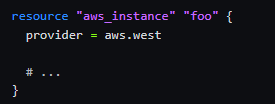 resource "aws_instance" "foo" {
  provider = aws.west

  # ...
}